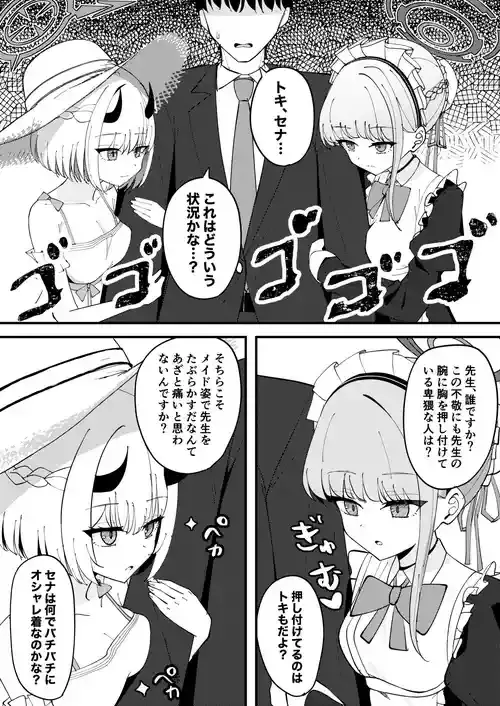 トキ、セナ…
これはどういう
状況かな…？
ゴゴゴ
ゴゴゴ
先生、誰ですか？
この不敬にも先生の
腕に胸を押し付けて
いる卑猥な人は？
ぎゅむ♡
押し付けてるのは
トキもだよ？
そちらこそ
メイド姿で先生を
たぶらかすだなんて
あざと痛いと思わ
ないんですか？
ペカ
ペカ
セナは何でバチバチに
オシャレ着なのかな？